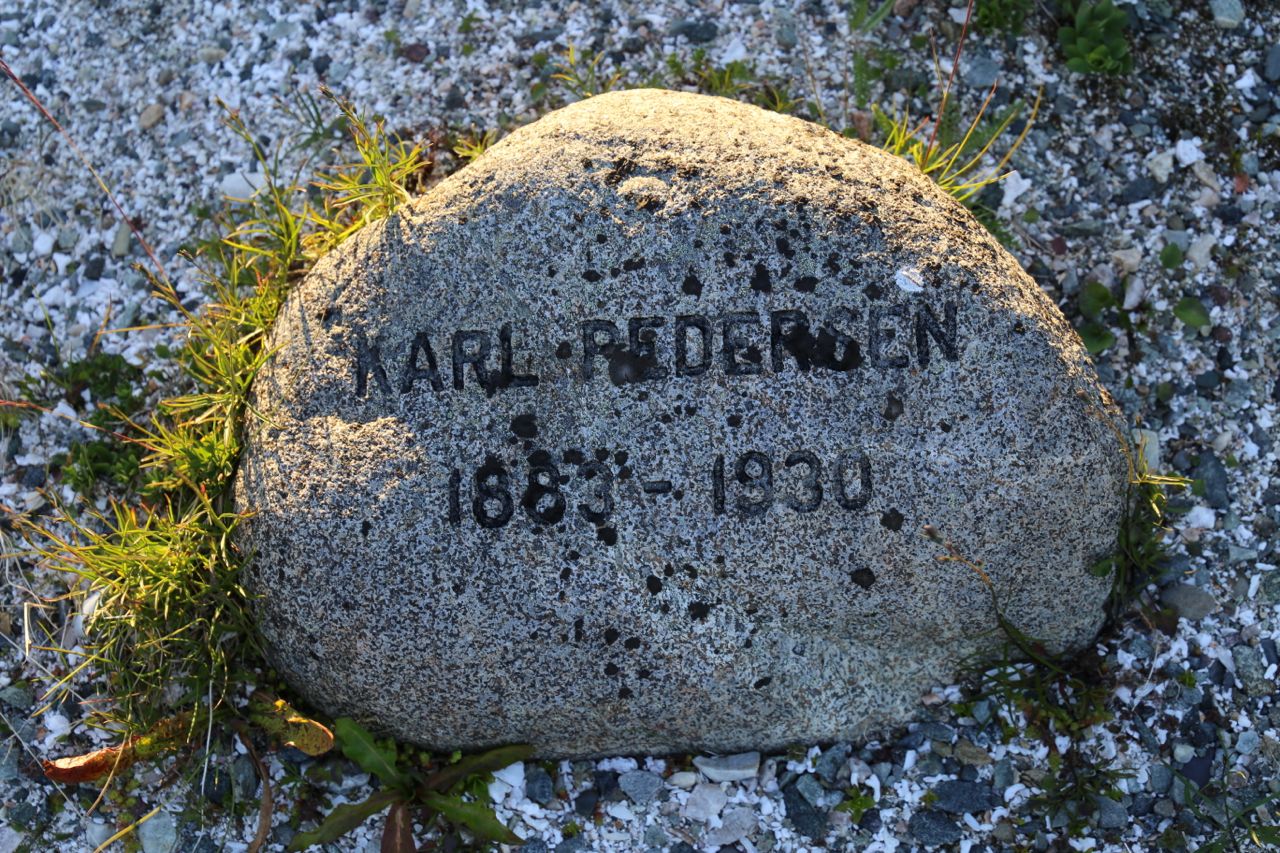 KARL PEDERSEN
1883 - 1930